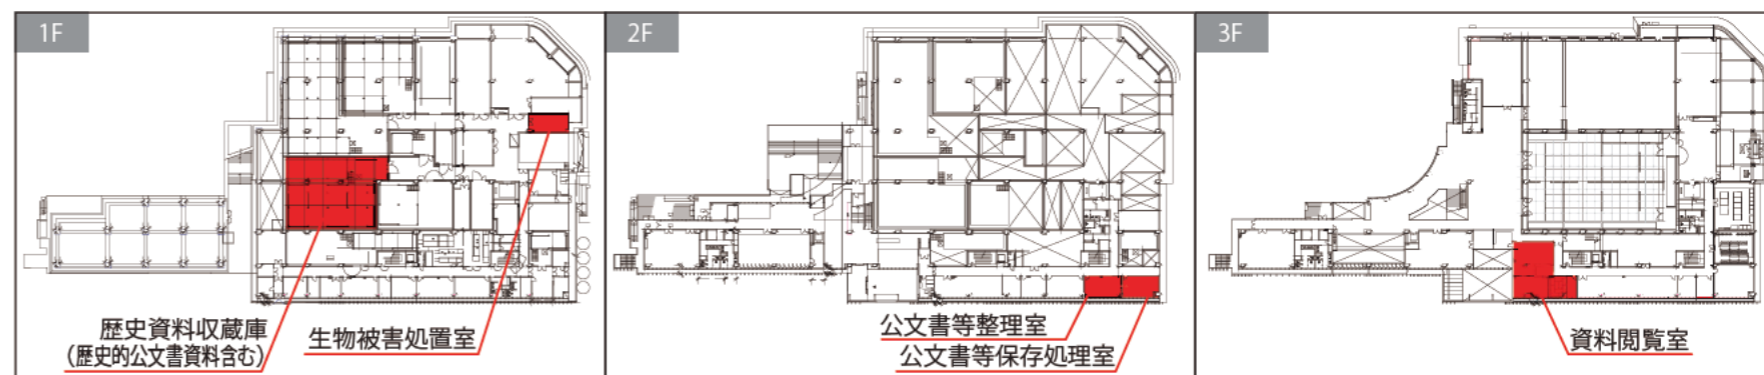 1F
歴史資料収蔵庫
（歴史的公文書資料含む）
生物被害処置室
2F
公文書等整理室
公文書等保存処理室
3F
資料閲覧室